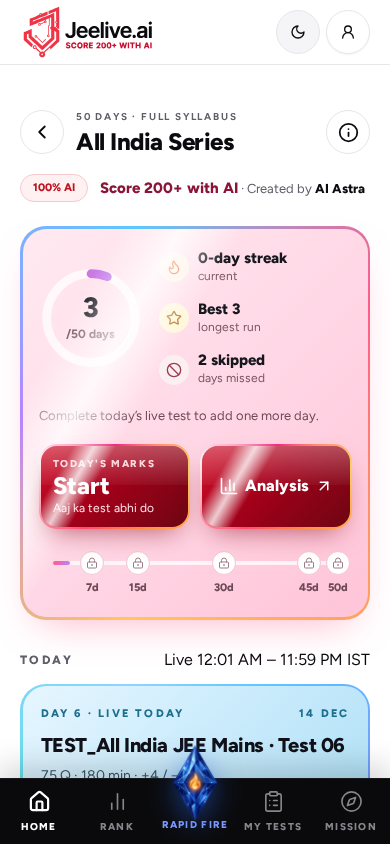 Jeelive.ai
SCORE 200+ WITH AI
50 DAYS · FULL SYLLABUS
All India Series
100% AI
Score 200+ with AI · Created by AI Astra
0-day streak
current
3
/50 days
Best 3
longest run
2 skipped
days missed
Complete today's live test to add one more day.
TODAY'S MARKS
Start
Aaj ka test abhi do
Analysis
7d 15d 30d 45d 50d
TODAY
Live 12:01 AM – 11:59 PM IST
DAY 6 · LIVE TODAY
14 DEC
TEST_All India JEE Mains · Test 06
75 Q · 180 min · +4 / −
HOME
RANK
RAPID FIRE
MY TESTS
MISSION